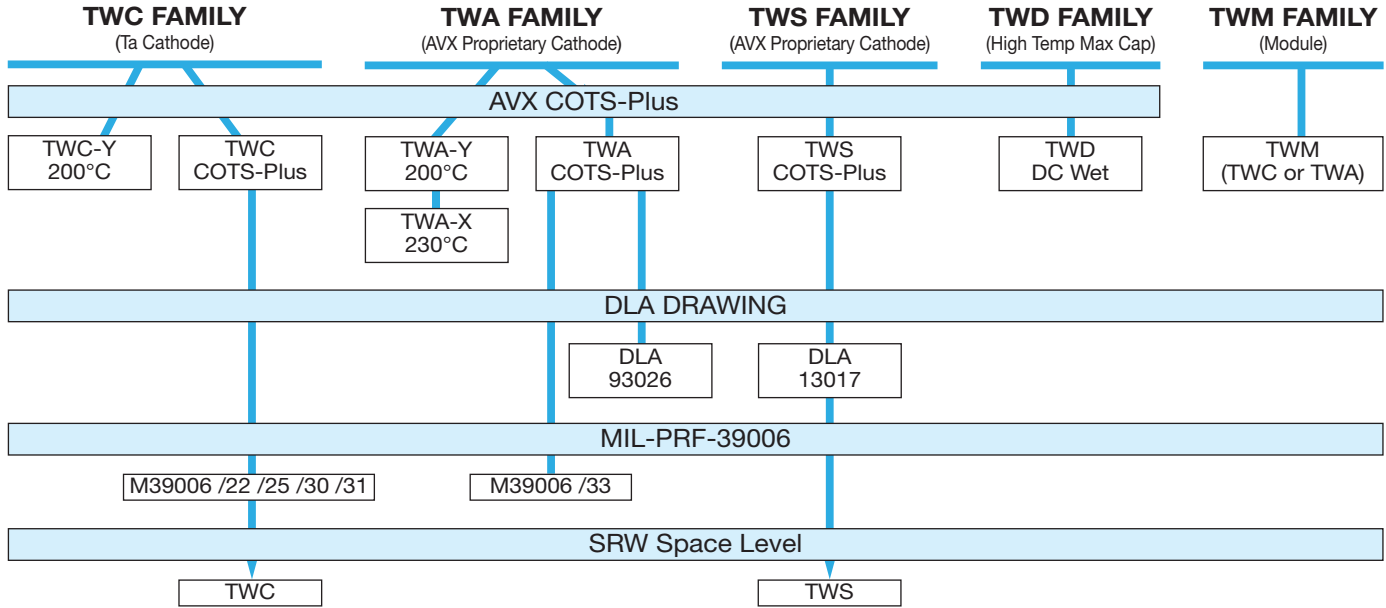 TWC FAMILY
(Ta Cathode)
TWA FAMILY
(AVX Proprietary Cathode)
TWS FAMILY
(AVX Proprietary Cathode)
TWD FAMILY
(High Temp Max Cap)
TWM FAMILY
(Module)
AVX COTS-Plus
TWC-Y
200°C
TWC
COTS-Plus
TWA-Y
200°C
TWA
COTS-Plus
TWS
COTS-Plus
TWD
DC Wet
TWM
(TWC or TWA)
TWA-X
230°C
DLA DRAWING
DLA
93026
DLA
13017
MIL-PRF-39006
M39006 /22 /25 /30 /31
M39006 /33
SRW Space Level
TWC
TWS